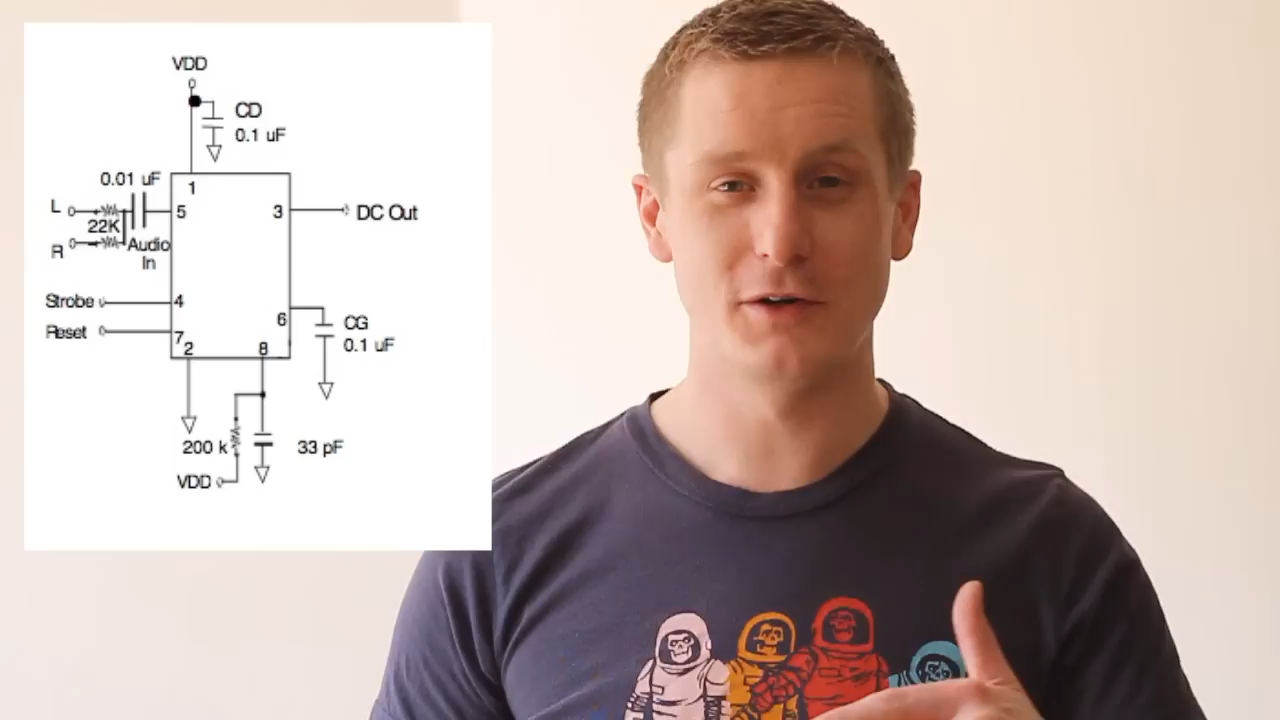 VDD
CD
0.1 uF
0.01 uF
1
L
5
3
DC Out
22K
R
Audio
In
Strobe
4
Reset
7
6
CG
0.1 uF
2
8
200 k
33 pF
VDD